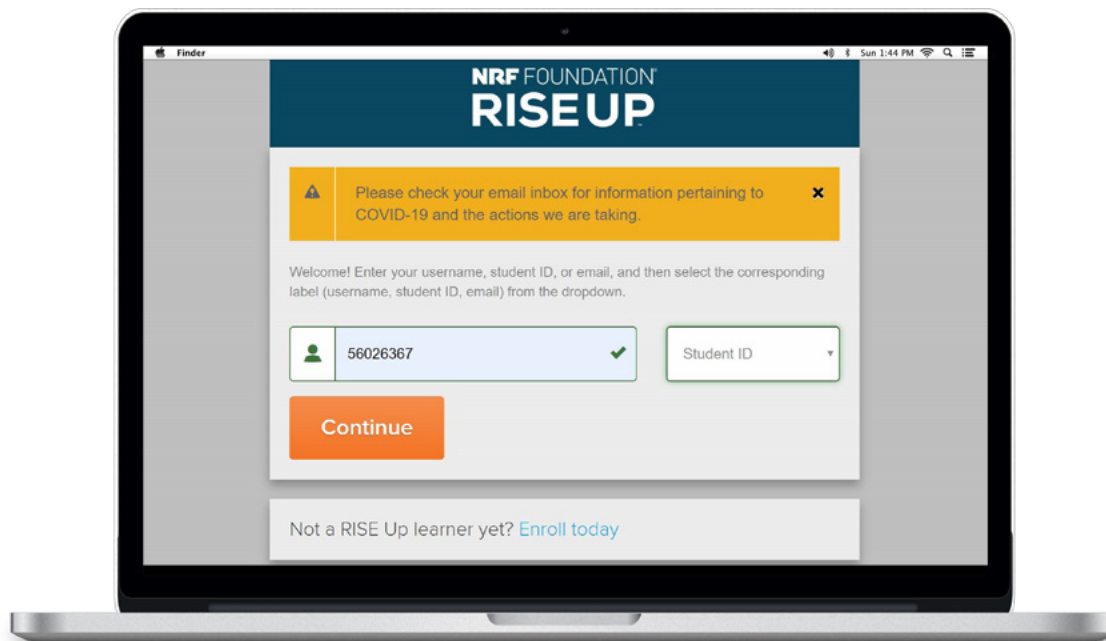 Finder
Sun 1:44 PM
NRF FOUNDATION®
RISE UP™
Please check your email inbox for information pertaining to
COVID-19 and the actions we are taking.
Welcome! Enter your username, student ID, or email, and then select the corresponding
label (username, student ID, email) from the dropdown.
56026367
Student ID
Continue
Not a RISE Up learner yet? Enroll today